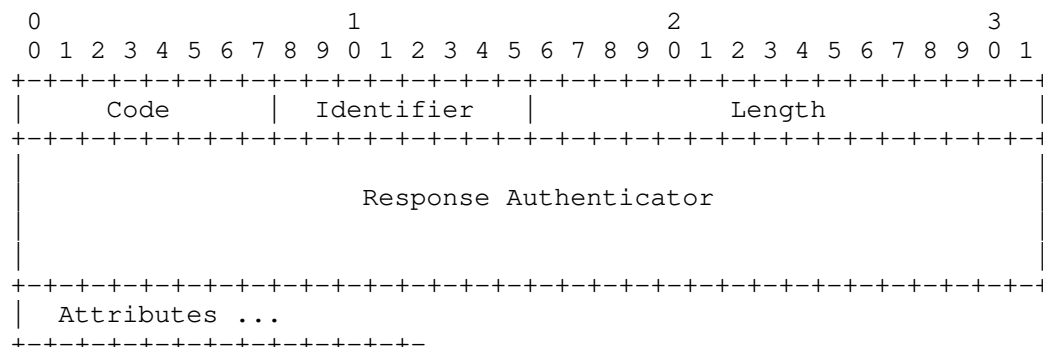 0                   1                   2                   3
 0 1 2 3 4 5 6 7 8 9 0 1 2 3 4 5 6 7 8 9 0 1 2 3 4 5 6 7 8 9 0 1
+-+-+-+-+-+-+-+-+-+-+-+-+-+-+-+-+-+-+-+-+-+-+-+-+-+-+-+-+-+-+-+-+
|     Code      |  Identifier   |            Length             |
+-+-+-+-+-+-+-+-+-+-+-+-+-+-+-+-+-+-+-+-+-+-+-+-+-+-+-+-+-+-+-+-+
|                                                               |
|                     Response Authenticator                    |
|                                                               |
|                                                               |
+-+-+-+-+-+-+-+-+-+-+-+-+-+-+-+-+-+-+-+-+-+-+-+-+-+-+-+-+-+-+-+-+
|  Attributes ...
+-+-+-+-+-+-+-+-+-+-+-+-+-